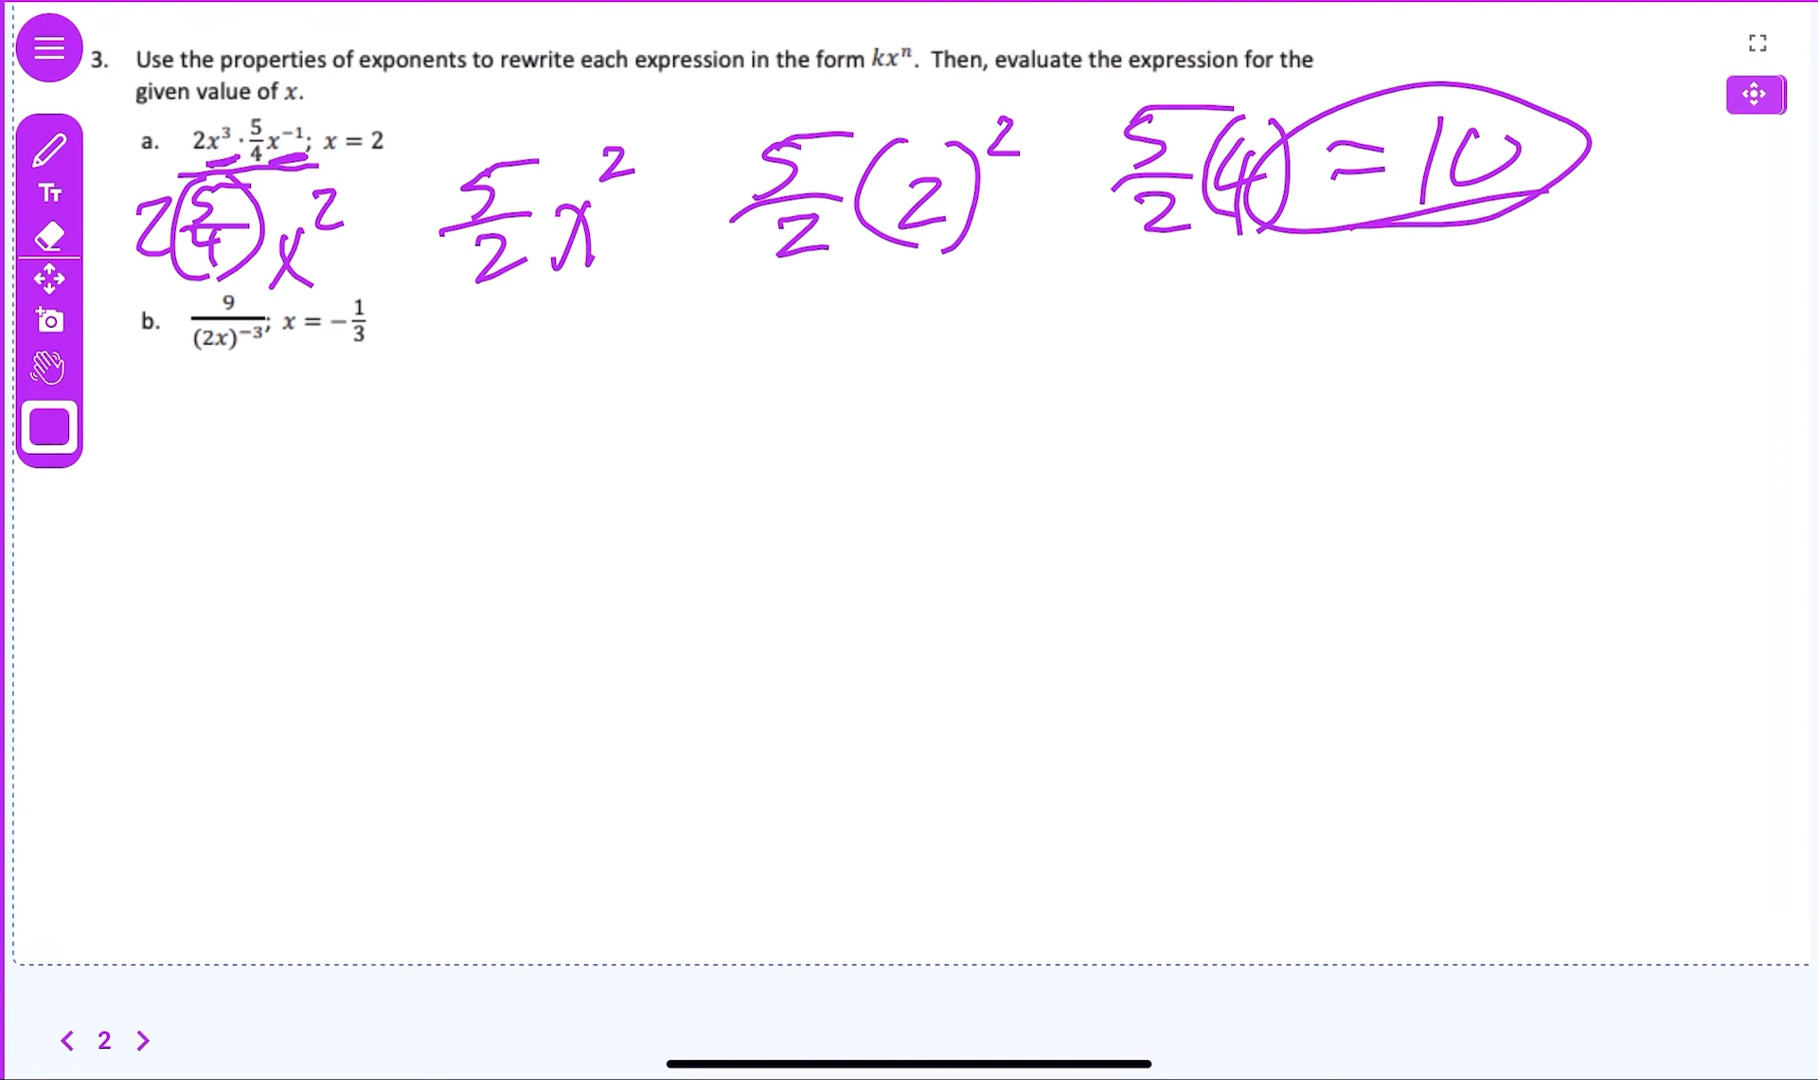 3. Use the properties of exponents to rewrite each expression in the form kxⁿ. Then, evaluate the expression for the
given value of x.
a. 2x³ · 5/4 x⁻¹; x = 2
2(5/4)x² 5/2 x² 5/2 (2)² 5/2 (4) = 10
b. 9/(2x)⁻³; x = −1/3
Tт
< 2 >